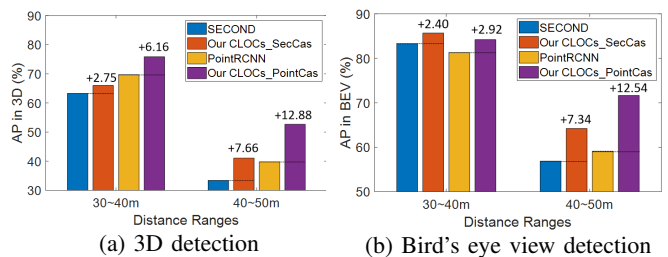 90
80
70
60
50
40
30
AP in 3D (%)
SECOND
Our CLOCs_SecCas
PointRCNN
Our CLOCs_PointCas
+2.75
+6.16
+7.66
+12.88
30~40m
40~50m
Distance Ranges
(a) 3D detection
90
80
70
60
50
AP in BEV (%)
SECOND
Our CLOCs_SecCas
PointRCNN
Our CLOCs_PointCas
+2.40
+2.92
+7.34
+12.54
30~40m
40~50m
Distance Ranges
(b) Bird's eye view detection